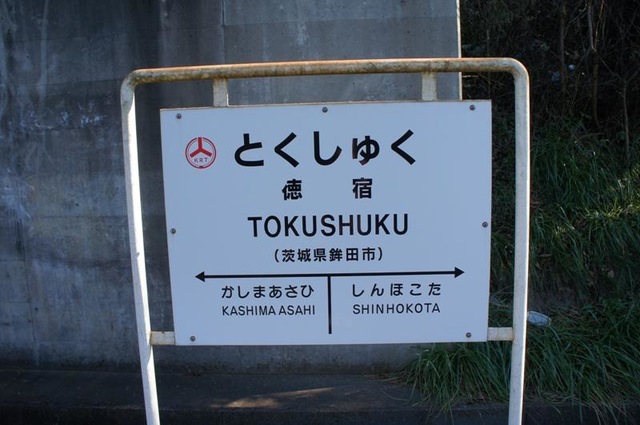 KRT
とくしゅく
徳宿
TOKUSHUKU
(茨城県鉾田市)
かしまあさひ
KASHIMA ASAHI
しんほこた
SHINHOKOTA